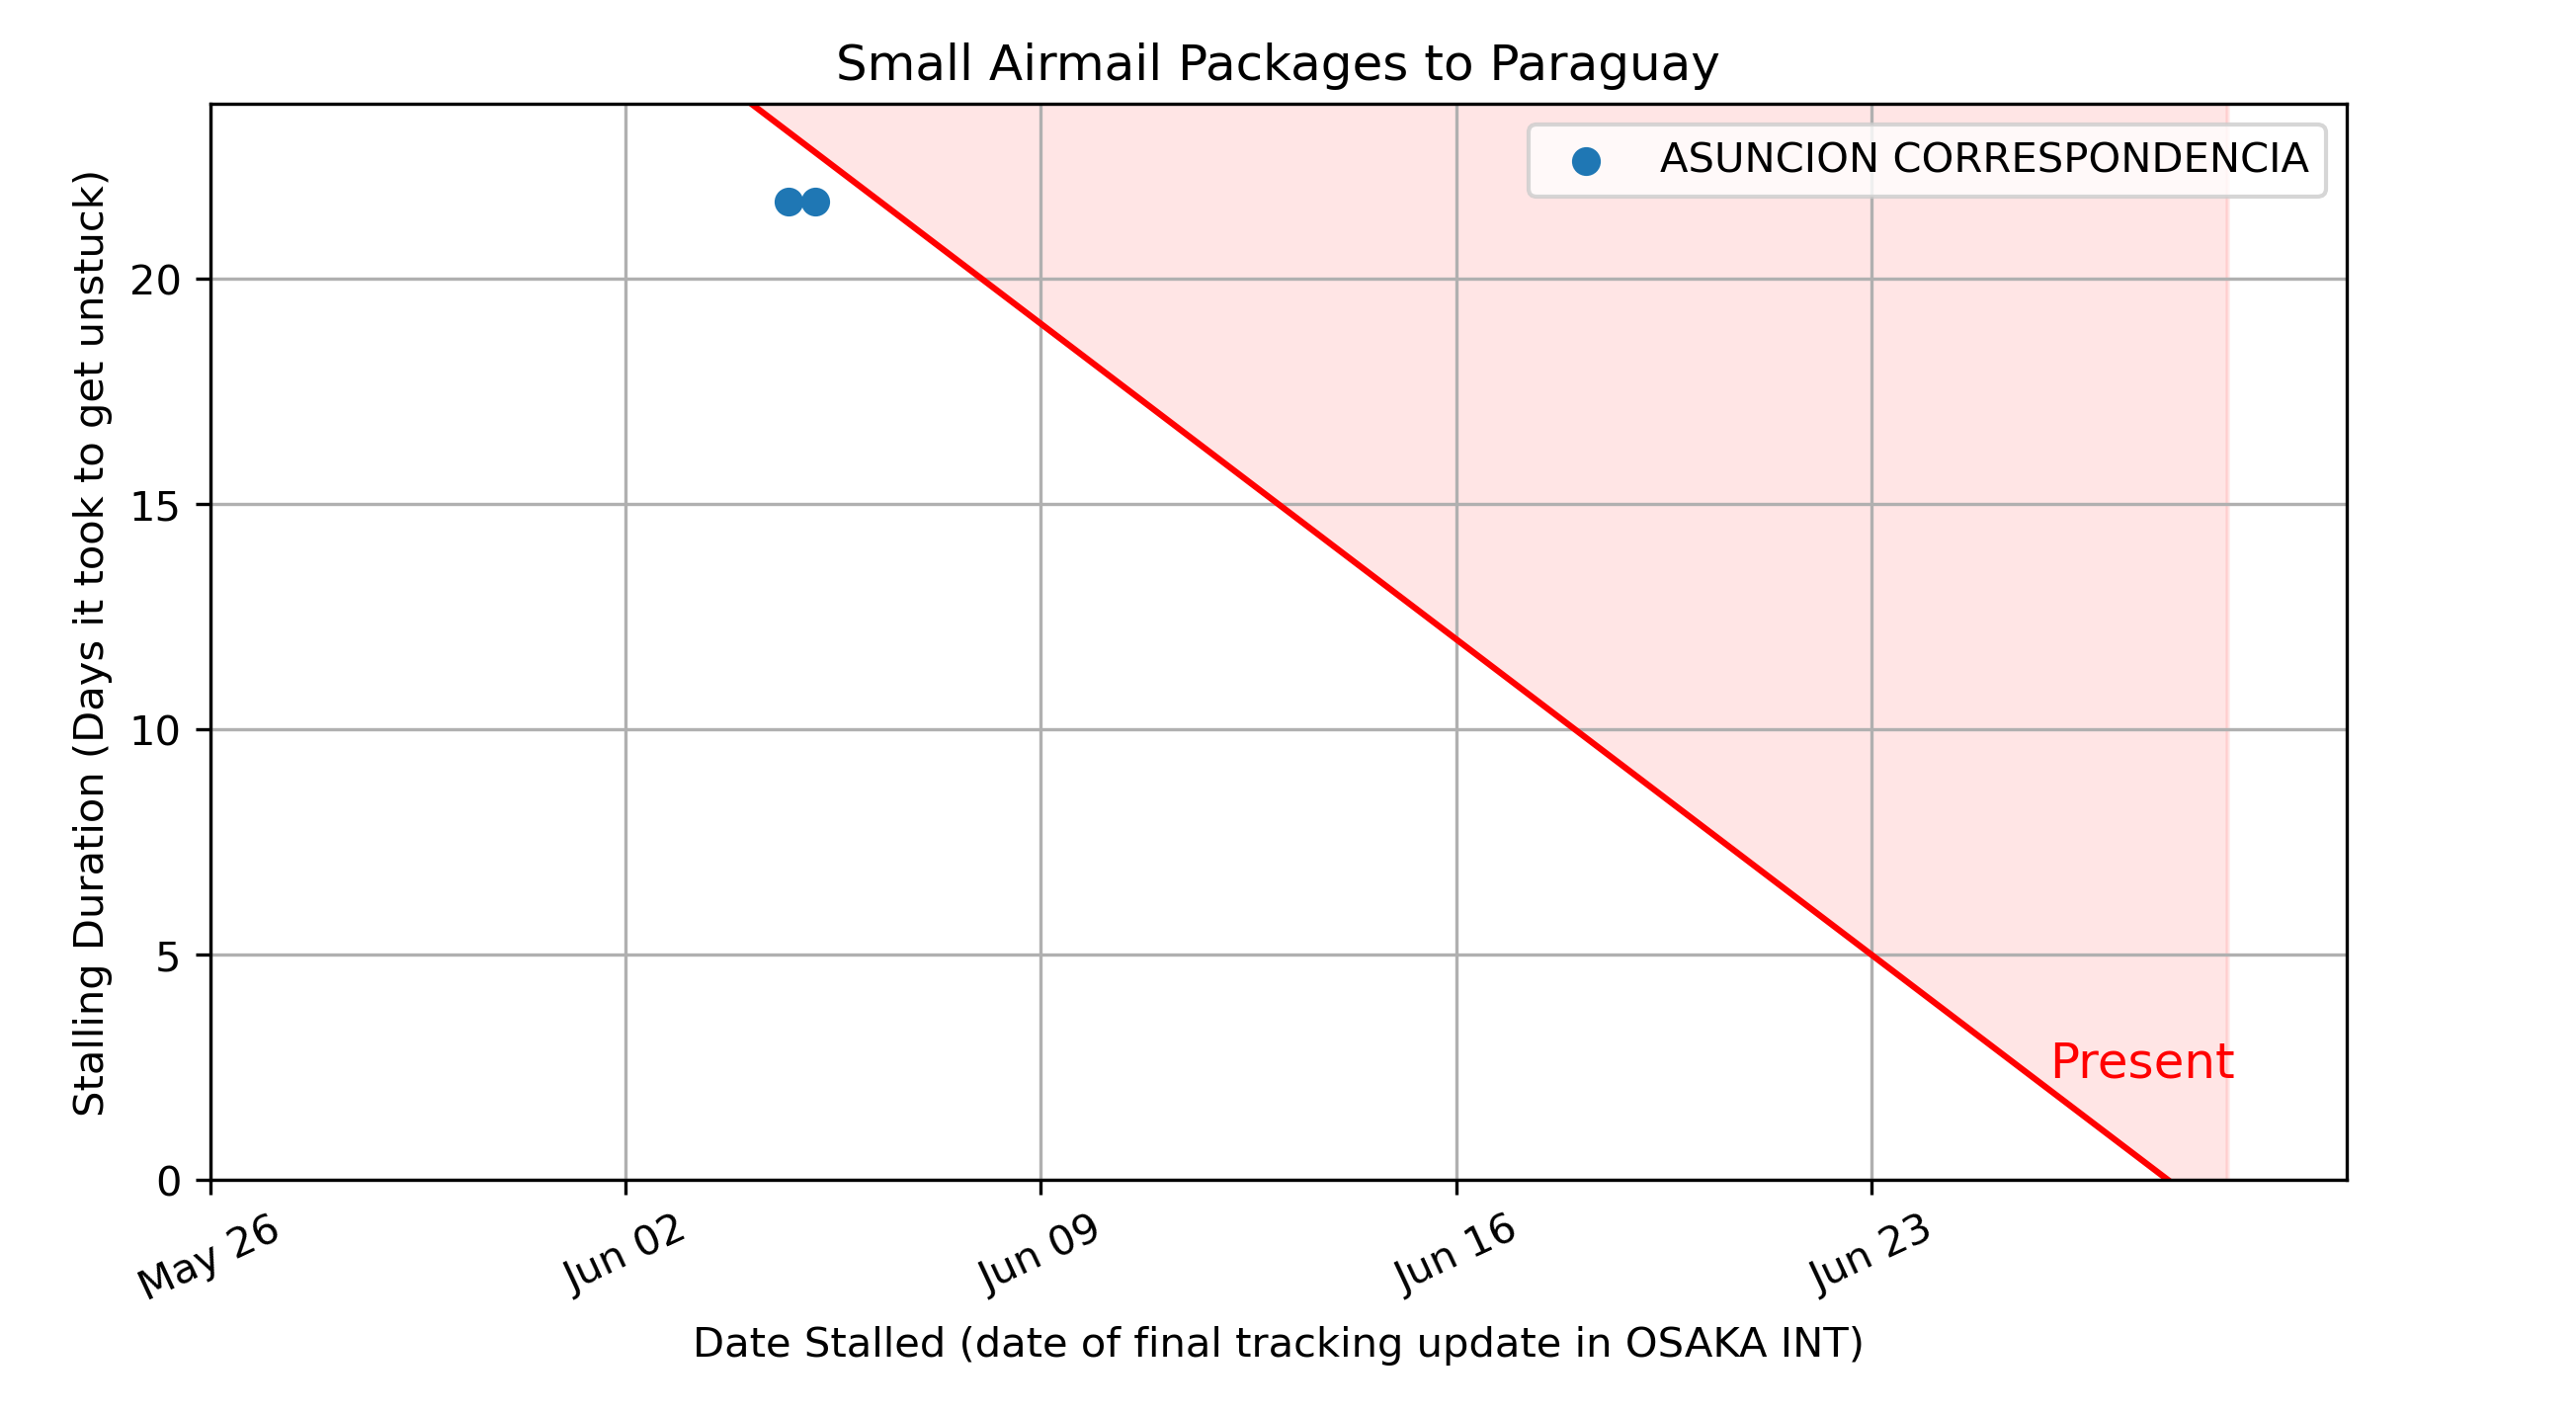 Small Airmail Packages to Paraguay
ASUNCION CORRESPONDENCIA
Stalling Duration (Days it took to get unstuck)
20
15
10
5
0
Present
May 26
Jun 02
Jun 09
Jun 16
Jun 23
Date Stalled (date of final tracking update in OSAKA INT)